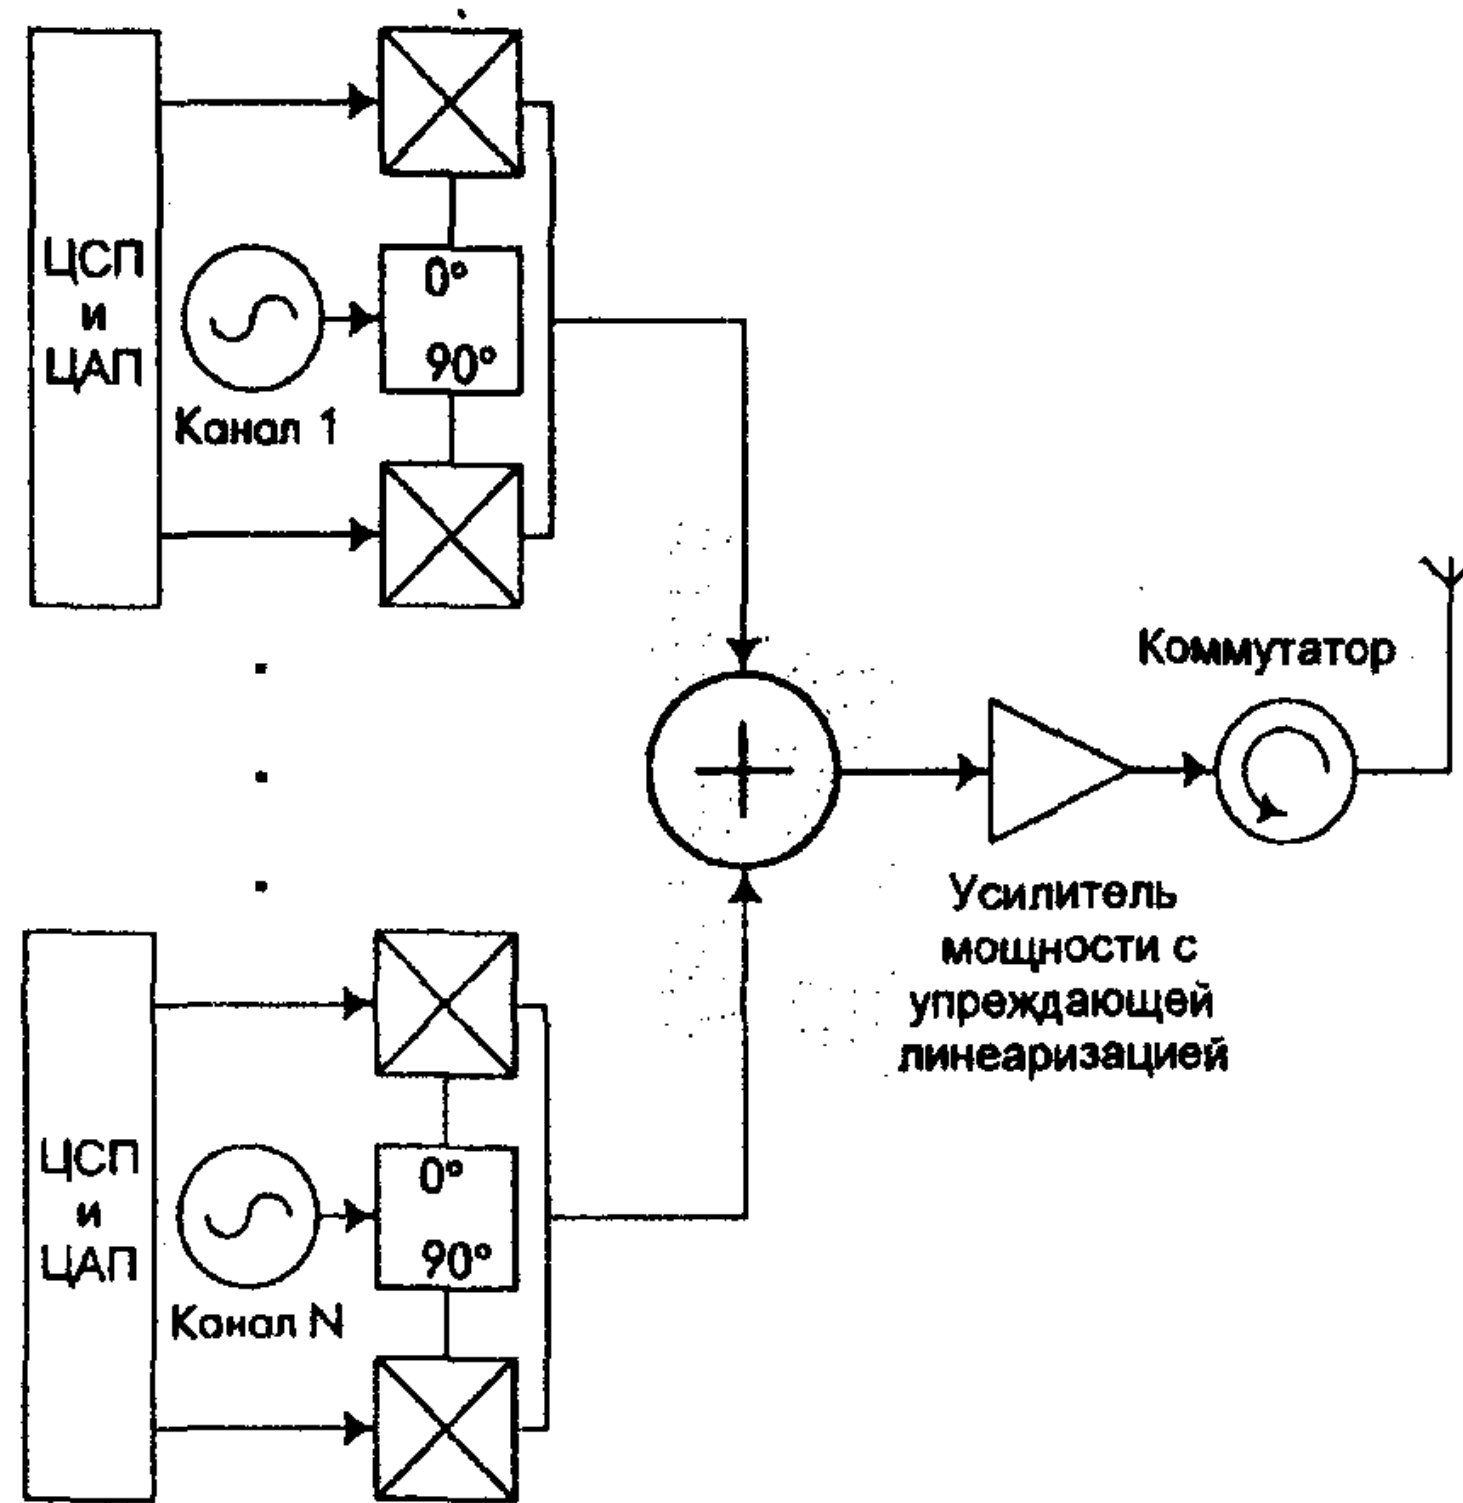 ЦСП
и
ЦАП
0°
90°
Канал 1
Коммутатор
Усилитель
мощности с
упреждающей
линеаризацией
ЦСП
и
ЦАП
0°
90°
Канал N